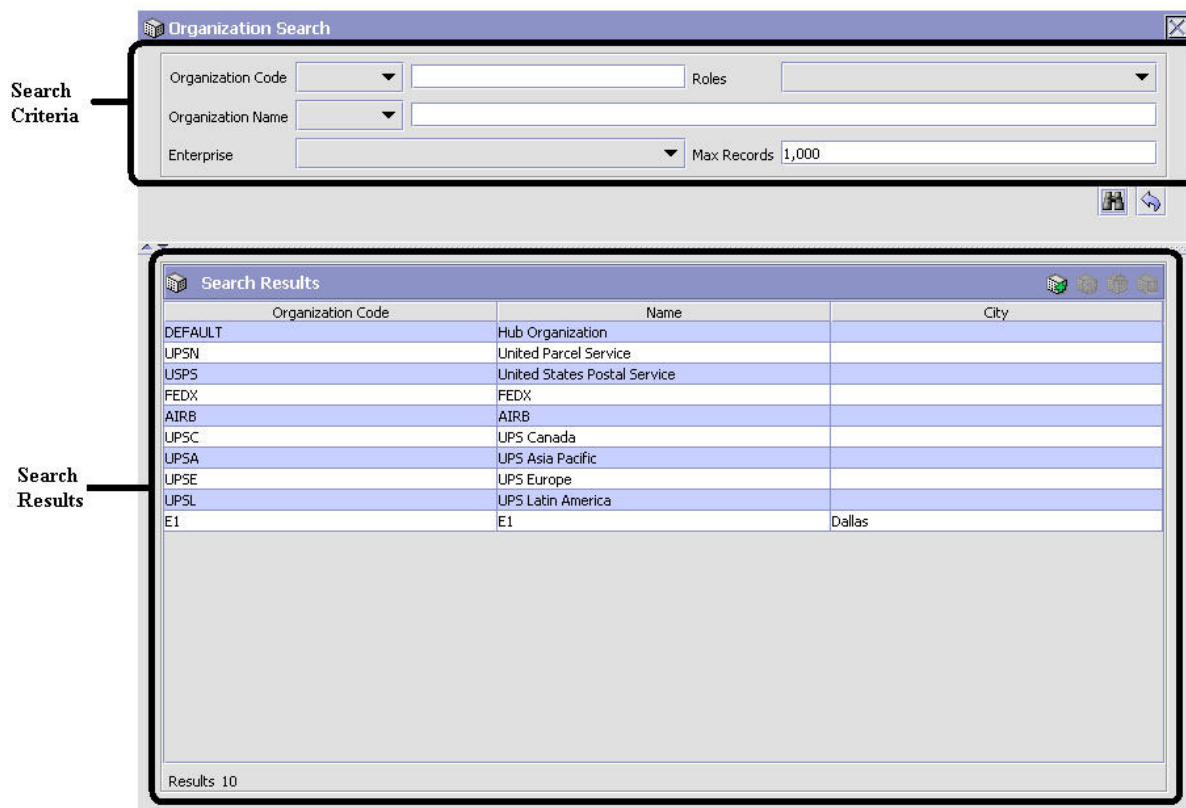 Organization Search
Search
Criteria
Organization Code
Roles
Organization Name
Enterprise
Max Records 1,000
Search
Results
Search Results
Organization Code Name City
DEFAULT Hub Organization
UPSN United Parcel Service
USPS United States Postal Service
FEDX FEDX
AIRB AIRB
UPSC UPS Canada
UPSA UPS Asia Pacific
UPSE UPS Europe
UPSL UPS Latin America
E1 E1 Dallas
Results 10